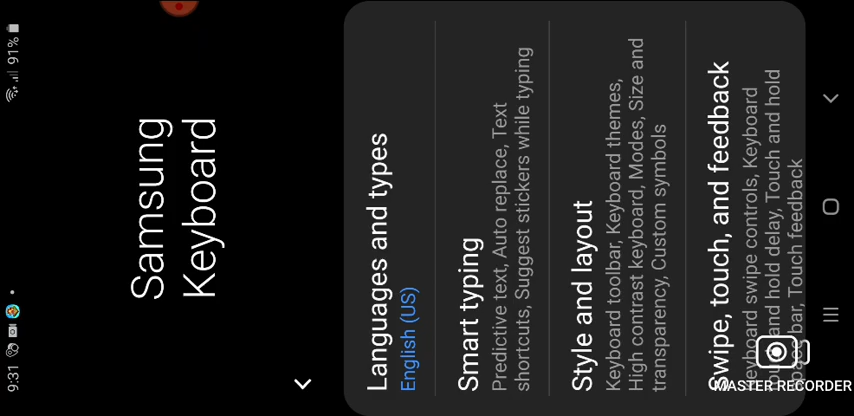 9:31
91%
Samsung
Keyboard
Languages and types
English (US)
Smart typing
Predictive text, Auto replace, Text
shortcuts, Suggest stickers while typing
Style and layout
Keyboard toolbar, Keyboard themes,
High contrast keyboard, Modes, Size and
transparency, Custom symbols
Swipe, touch, and feedback
Keyboard swipe controls, Keyboard
and hold delay, Touch and hold
bar, Touch feedback
MASTER RECORDER